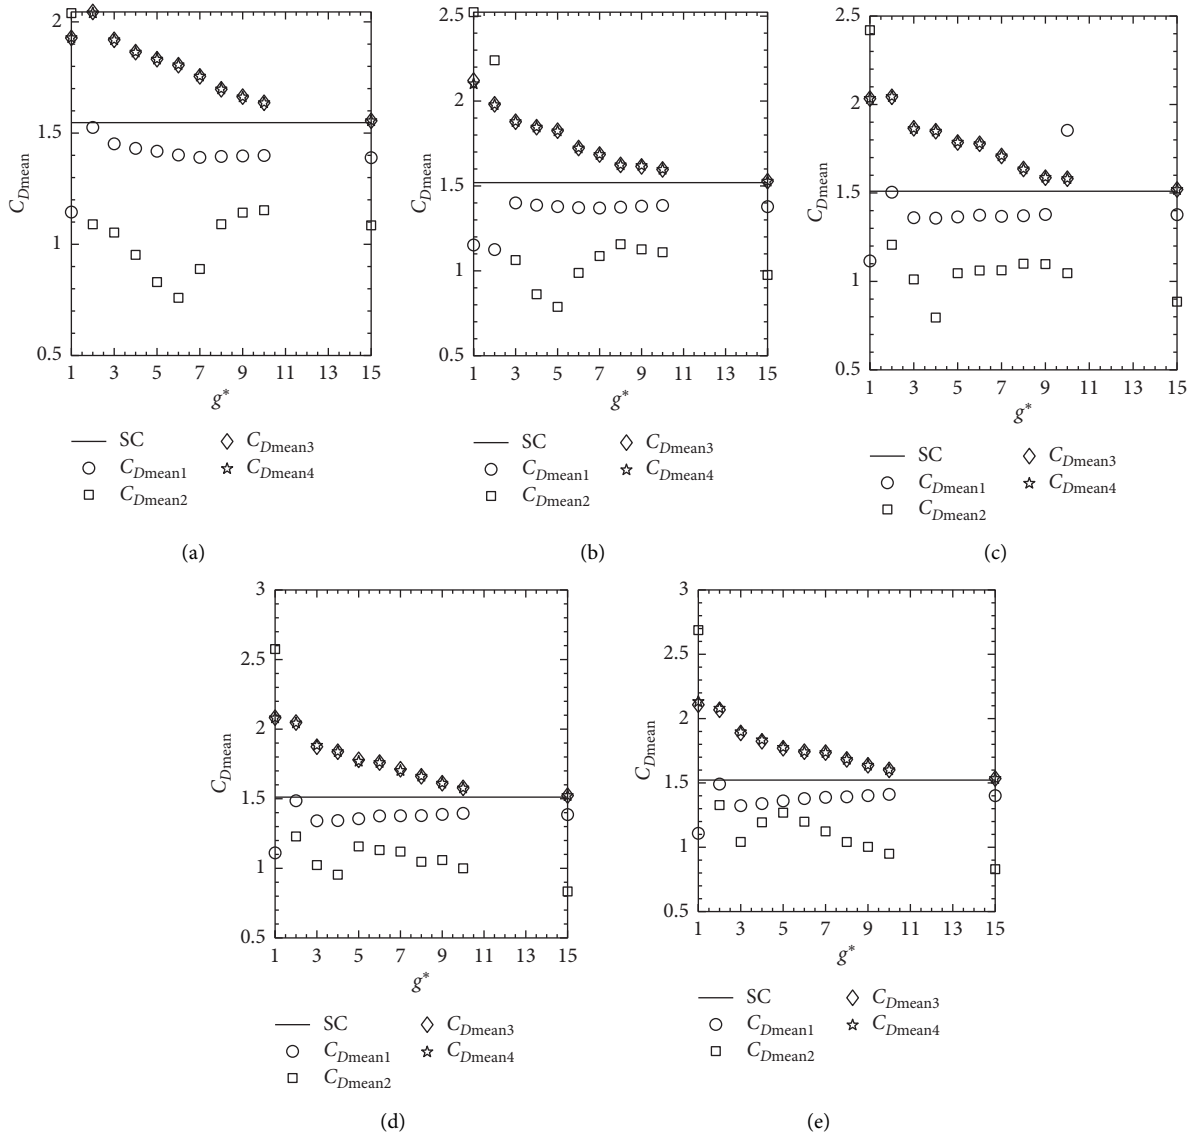 2
1.5
1
0.5
C_Dmean
1 3 5 7 9 11 13 15
g*
SC
C_Dmean1
C_Dmean2
C_Dmean3
C_Dmean4
(a)
2.5
2
1.5
1
0.5
C_Dmean
1 3 5 7 9 11 13 15
g*
SC
C_Dmean1
C_Dmean2
C_Dmean3
C_Dmean4
(b)
2.5
2
1.5
1
0.5
C_Dmean
1 3 5 7 9 11 13 15
g*
SC
C_Dmean1
C_Dmean2
C_Dmean3
C_Dmean4
(c)
3
2.5
2
1.5
1
0.5
C_Dmean
1 3 5 7 9 11 13 15
g*
SC
C_Dmean1
C_Dmean2
C_Dmean3
C_Dmean4
(d)
3
2.5
2
1.5
1
0.5
C_Dmean
1 3 5 7 9 11 13 15
g*
SC
C_Dmean1
C_Dmean2
C_Dmean3
C_Dmean4
(e)